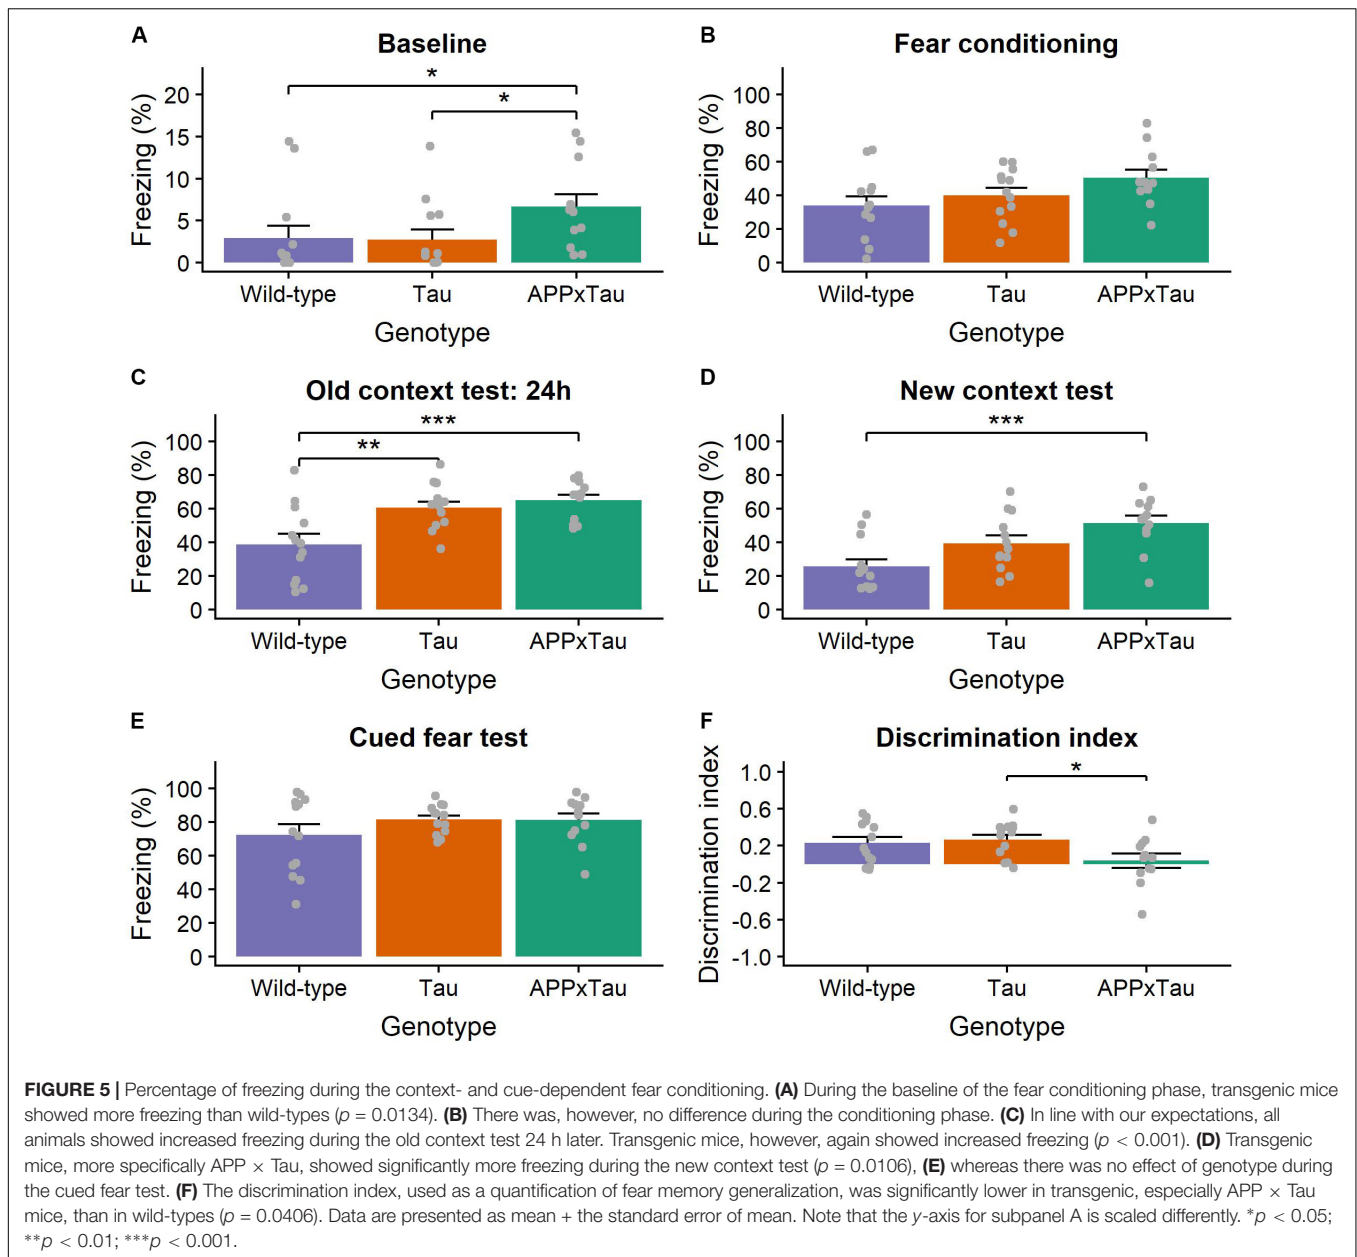 A
Baseline
*
*
20
15
10
5
0
Freezing (%)
Wild-type Tau APPxTau
Genotype
B
Fear conditioning
100
80
60
40
20
0
Freezing (%)
Wild-type Tau APPxTau
Genotype
C
Old context test: 24h
***
**
100
80
60
40
20
0
Freezing (%)
Wild-type Tau APPxTau
Genotype
D
New context test
***
100
80
60
40
20
0
Freezing (%)
Wild-type Tau APPxTau
Genotype
E
Cued fear test
100
80
60
40
20
0
Freezing (%)
Wild-type Tau APPxTau
Genotype
F
Discrimination index
*
1.0
0.6
0.2
-0.2
-0.6
-1.0
Discrimination index
Wild-type Tau APPxTau
Genotype
FIGURE 5 | Percentage of freezing during the context- and cue-dependent fear conditioning. (A) During the baseline of the fear conditioning phase, transgenic mice
showed more freezing than wild-types (p = 0.0134). (B) There was, however, no difference during the conditioning phase. (C) In line with our expectations, all
animals showed increased freezing during the old context test 24 h later. Transgenic mice, however, again showed increased freezing (p < 0.001). (D) Transgenic
mice, more specifically APP × Tau, showed significantly more freezing during the new context test (p = 0.0106), (E) whereas there was no effect of genotype during
the cued fear test. (F) The discrimination index, used as a quantification of fear memory generalization, was significantly lower in transgenic, especially APP × Tau
mice, than in wild-types (p = 0.0406). Data are presented as mean + the standard error of mean. Note that the y-axis for subpanel A is scaled differently. *p < 0.05;
**p < 0.01; ***p < 0.001.